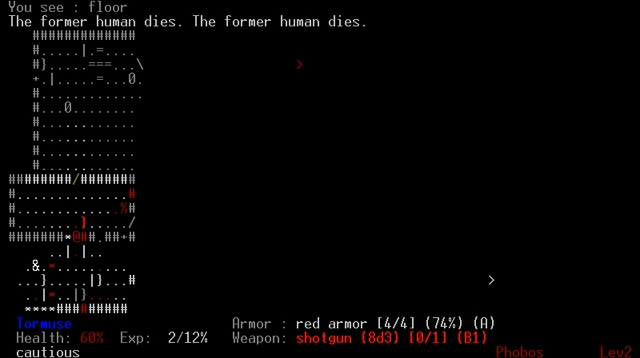 You see : floor
The former human dies. The former human dies.
Tormuse Armor : red armor [4/4] (74%) (A)
Health: 60% Exp: 2/12% Weapon: shotgun (8d3) [0/1] (B1)
cautious Phobos Lev2